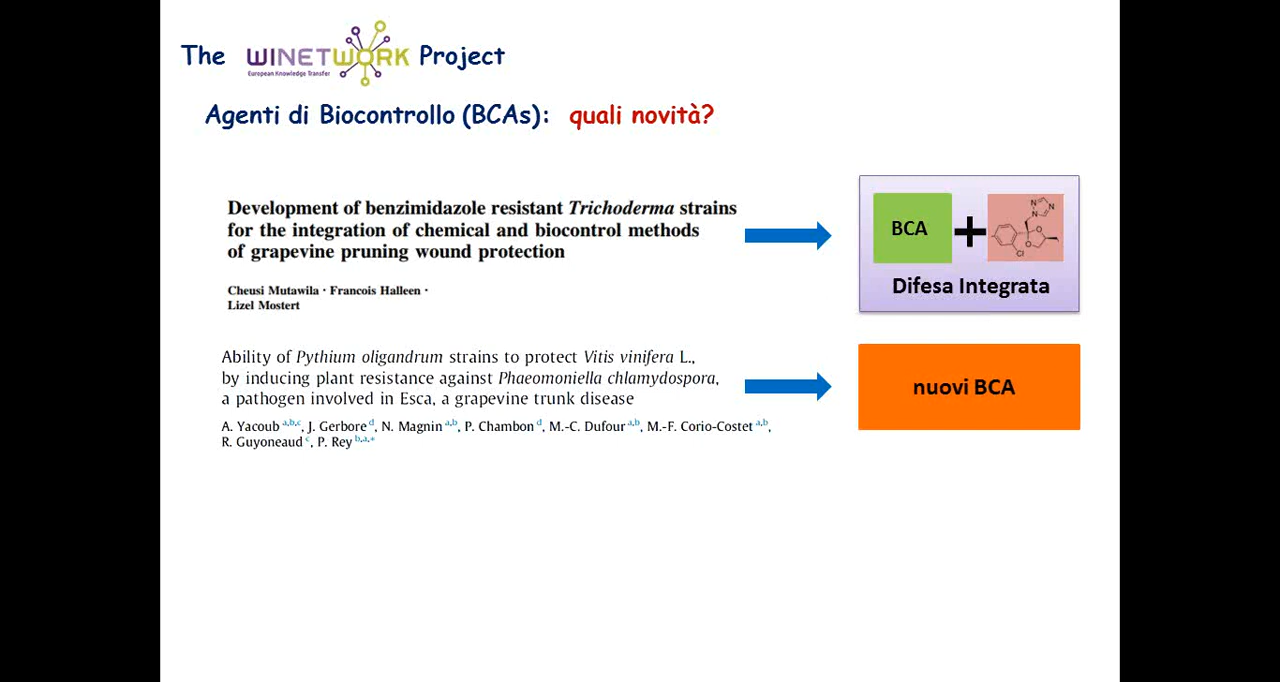 The WINETWORK Project
European Knowledge Transfer
Agenti di Biocontrollo (BCAs): quali novità?
Development of benzimidazole resistant Trichoderma strains
for the integration of chemical and biocontrol methods
of grapevine pruning wound protection
Cheusi Mutawila · Francois Halleen ·
Lizel Mostert
BCA + N N N O O Cl
Difesa Integrata
Ability of Pythium oligandrum strains to protect Vitis vinifera L.,
by inducing plant resistance against Phaeomoniella chlamydospora,
a pathogen involved in Esca, a grapevine trunk disease
A. Yacoub a,b,c, J. Gerbore d, N. Magnin a,b, P. Chambon d, M.-C. Dufour a,b, M.-F. Corio-Costet a,b,
R. Guyoneaud c, P. Rey b,a,*
nuovi BCA